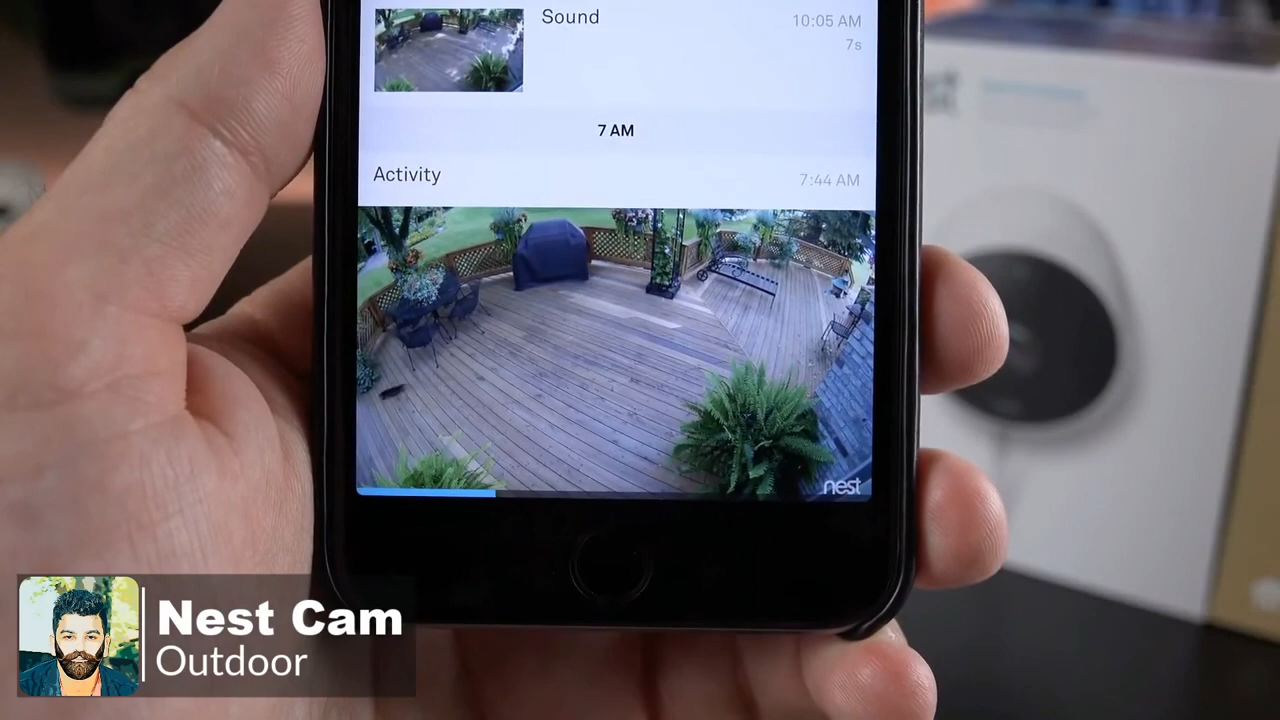 Sound
10:05 AM
7s
7 AM
Activity
7:44 AM
nest
Nest Cam
Outdoor